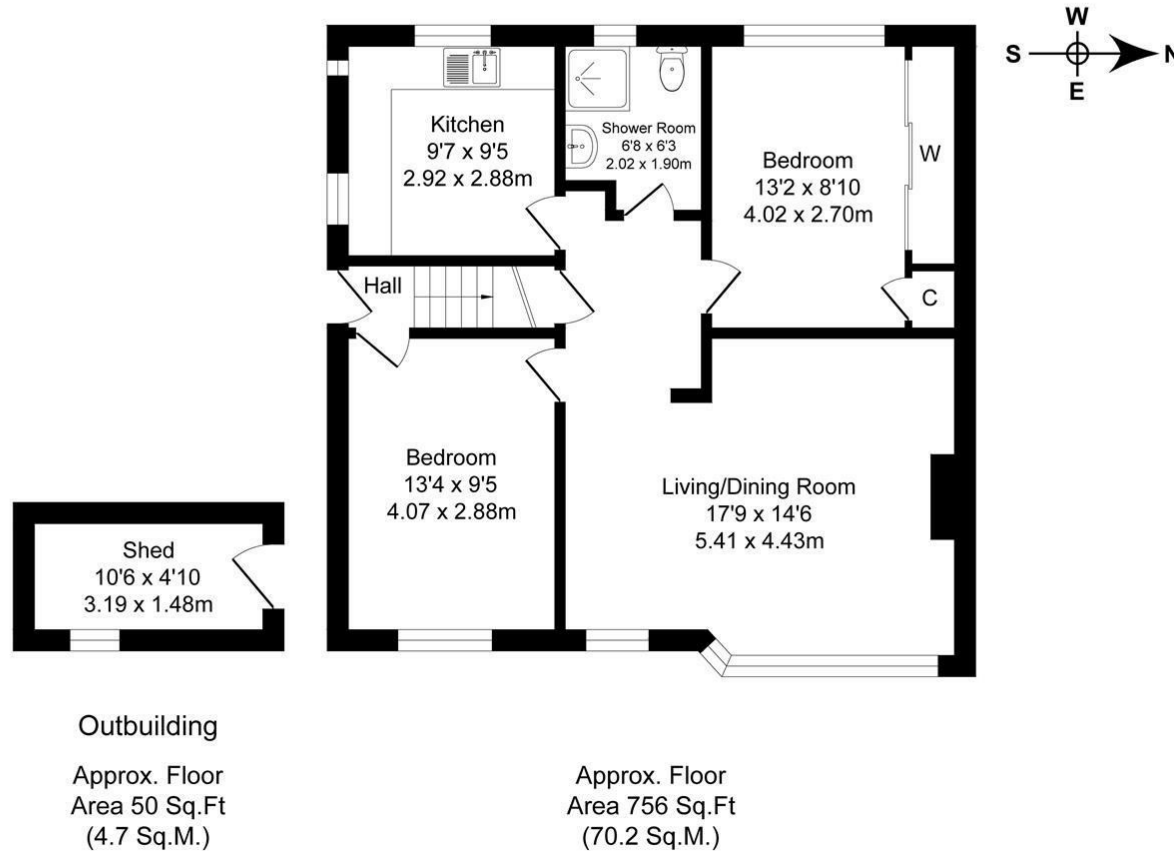 W
S
N
E
Kitchen
9'7 x 9'5
2.92 x 2.88m
Shower Room
6'8 x 6'3
2.02 x 1.90m
Bedroom
13'2 x 8'10
4.02 x 2.70m
W
C
Hall
Bedroom
13'4 x 9'5
4.07 x 2.88m
Living/Dining Room
17'9 x 14'6
5.41 x 4.43m
Shed
10'6 x 4'10
3.19 x 1.48m
Outbuilding
Approx. Floor
Area 50 Sq.Ft
(4.7 Sq.M.)
Approx. Floor
Area 756 Sq.Ft
(70.2 Sq.M.)